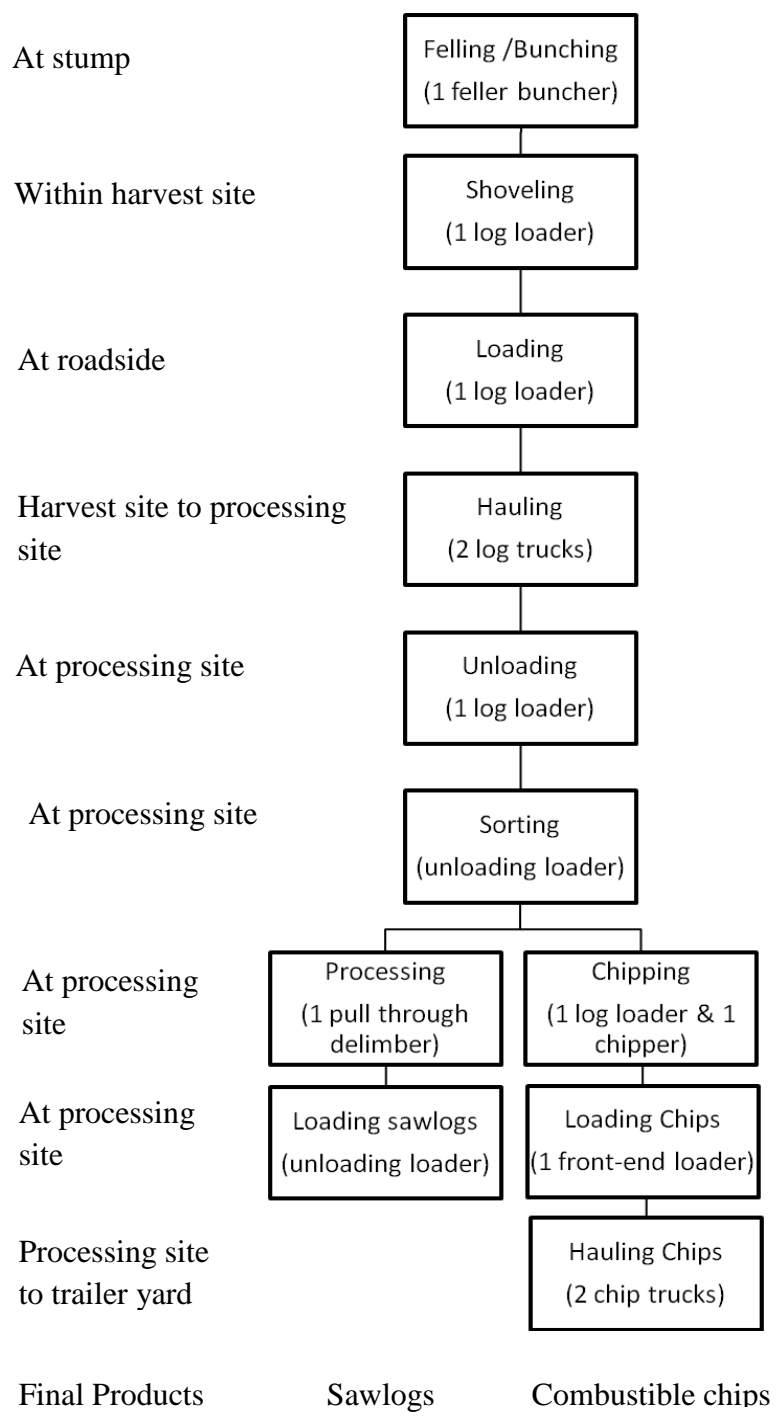 At stump
Felling /Bunching
(1 feller buncher)
Within harvest site
Shoveling
(1 log loader)
At roadside
Loading
(1 log loader)
Harvest site to processing
site
Hauling
(2 log trucks)
At processing site
Unloading
(1 log loader)
At processing site
Sorting
(unloading loader)
At processing
site
Processing
(1 pull through
delimber)
Chipping
(1 log loader & 1
chipper)
At processing
site
Loading sawlogs
(unloading loader)
Loading Chips
(1 front-end loader)
Processing site
to trailer yard
Hauling Chips
(2 chip trucks)
Final Products
Sawlogs
Combustible chips